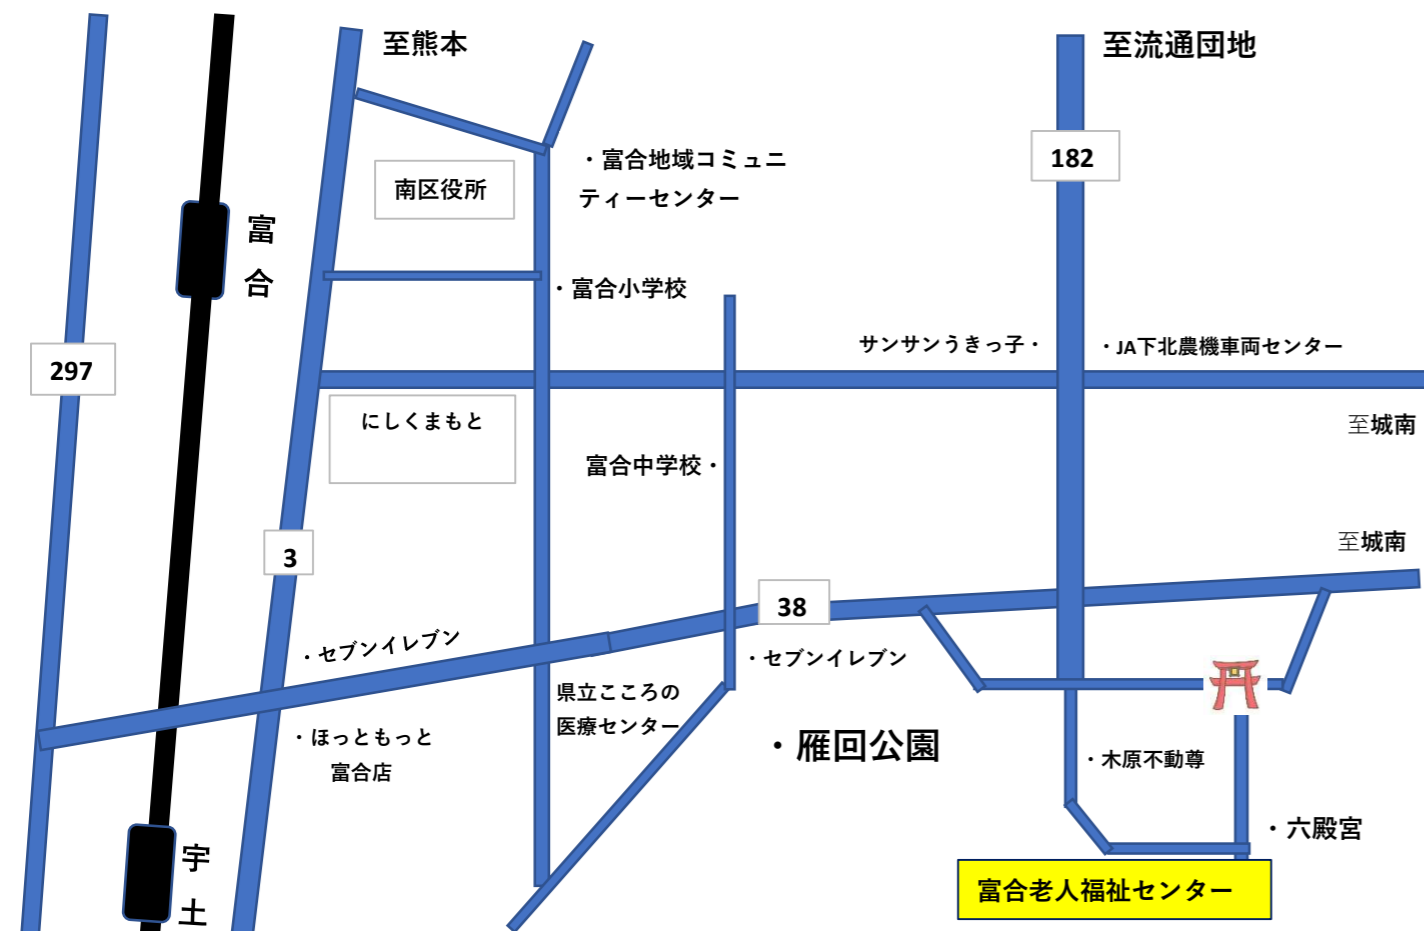 至熊本
至流通団地
182
・富合地域コミュニ
ティーセンター
南区役所
富
合
・富合小学校
サンサンうきっ子・
・JA下北農機車両センター
297
至城南
にしくまもと
富合中学校・
3
至城南
38
・セブンイレブン
・セブンイレブン
県立こころの
医療センター
・ほっともっと
富合店
・雁回公園
・木原不動尊
・六殿宮
宇
土
富合老人福祉センター